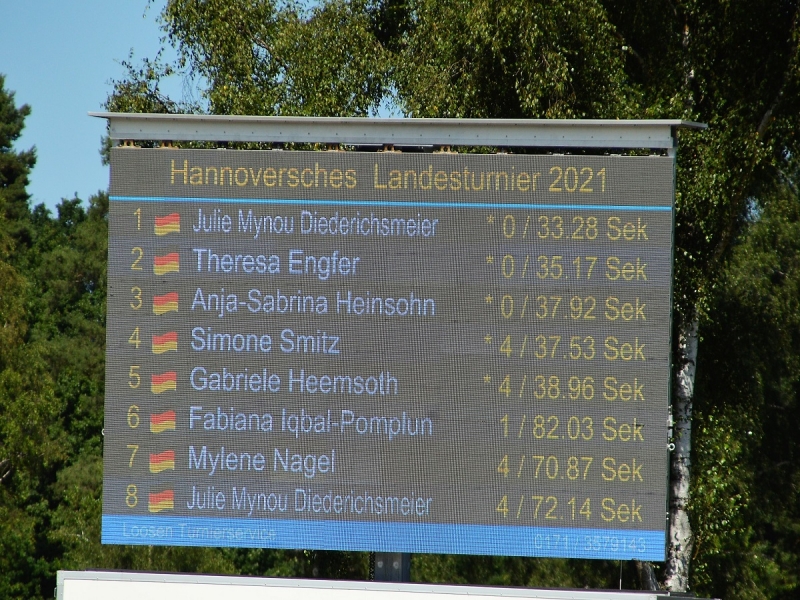 Hannoversches Landesturnier 2021
1 Julie Mynou Diederichsmeier * 0 / 33.28 Sek
2 Theresa Engfer * 0 / 35.17 Sek
3 Anja-Sabrina Heinsohn * 0 / 37.92 Sek
4 Simone Smitz * 4 / 37.53 Sek
5 Gabriele Heemsoth * 4 / 38.96 Sek
6 Fabiana Iqbal-Pomplun 1 / 82.03 Sek
7 Mylene Nagel 4 / 70.87 Sek
8 Julie Mynou Diederichsmeier 4 / 72.14 Sek
Loosen Turnierservice 0171 / 3579143